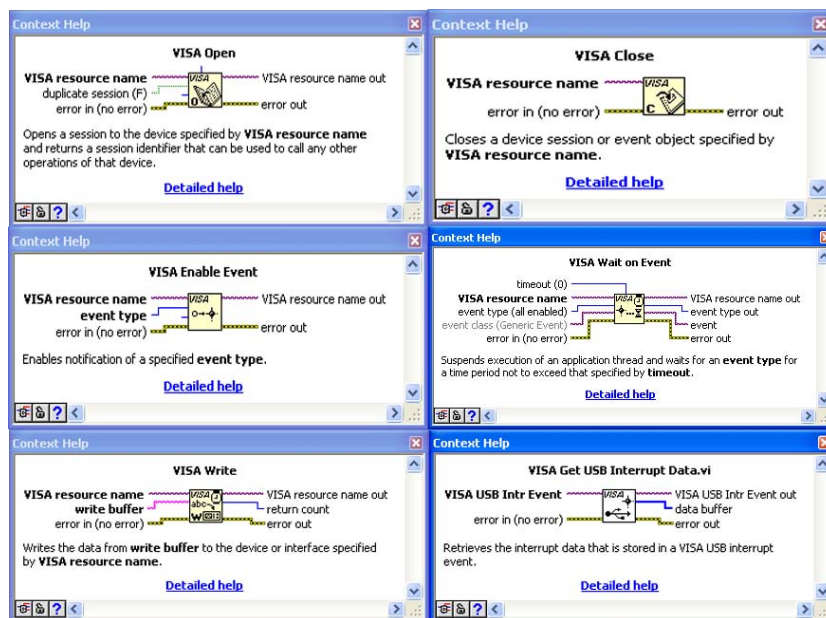 Context Help
VISA Open
VISA resource name
VISA resource name out
duplicate session (F)
error in (no error)
error out
VISA
O
Opens a session to the device specified by VISA resource name
and returns a session identifier that can be used to call any other
operations of that device.
Detailed help
?
Context Help
VISA Close
VISA resource name
error in (no error)
error out
VISA
C
Closes a device session or event object specified by
VISA resource name.
Detailed help
?
Context Help
VISA Enable Event
VISA resource name
VISA resource name out
event type
error in (no error)
error out
VISA
Enables notification of a specified event type.
Detailed help
?
Context Help
VISA Wait on Event
timeout (0)
VISA resource name
VISA resource name out
event type (all enabled)
event type out
event class (Generic Event)
event
error in (no error)
error out
VISA
Suspends execution of an application thread and waits for an event type for
a time period not to exceed that specified by timeout.
Detailed help
?
Context Help
VISA Write
VISA resource name
VISA resource name out
write buffer
return count
error in (no error)
error out
VISA
abc
W
Writes the data from write buffer to the device or interface specified
by VISA resource name.
Detailed help
?
Context Help
VISA Get USB Interrupt Data.vi
VISA USB Intr Event
VISA USB Intr Event out
data buffer
error in (no error)
error out
VISA
Retrieves the interrupt data that is stored in a VISA USB interrupt
event.
Detailed help
?